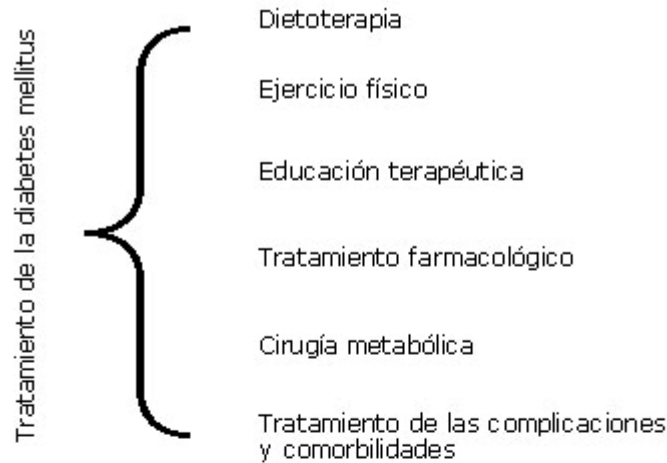 Tratamiento de la diabetes mellitus
Dietoterapia
Ejercicio físico
Educación terapéutica
Tratamiento farmacológico
Cirugía metabólica
Tratamiento de las complicaciones
y comorbilidades